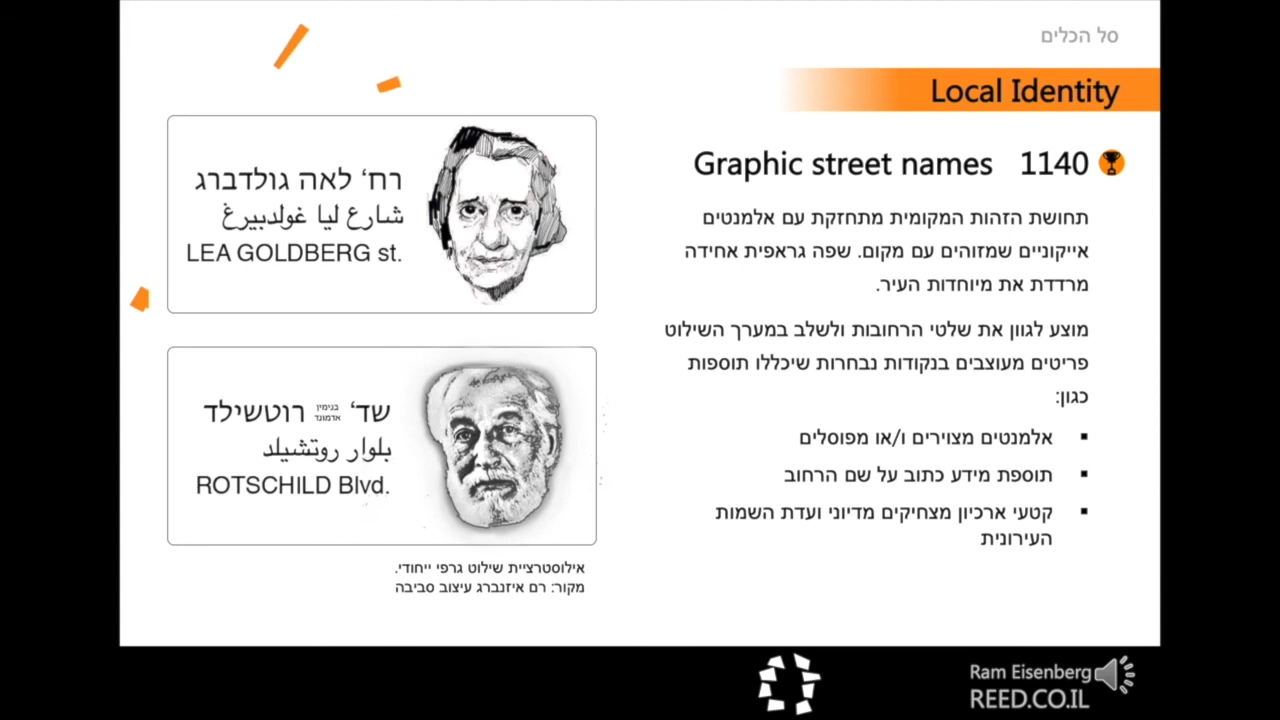 סל הכלים
Local Identity
Graphic street names 1140
תחושת הזהות המקומית מתחזקת עם אלמנטים
אייקוניים שמזוהים עם מקום. שפה גראפית אחידה
מרדדת את מיוחדות העיר.
מוצע לגוון את שלטי הרחובות ולשלב במערך השילוט
פריטים מעוצבים בנקודות נבחרות שיכללו תוספות
כגון:
▪ אלמנטים מצוירים ו/או מפוסלים
▪ תוספת מידע כתוב על שם הרחוב
▪ קטעי ארכיון מצחיקים מדיוני ועדת השמות
העירונית
רח' לאה גולדברג
شارع ليا غولدبيرغ
LEA GOLDBERG st.
שד' בנימין אדמונד רוטשילד
بلوار روتشيلد
ROTSCHILD Blvd.
אילוסטרציית שילוט גרפי ייחודי.
מקור: רם איזנברג עיצוב סביבה
Ram Eisenberg
REED.CO.IL